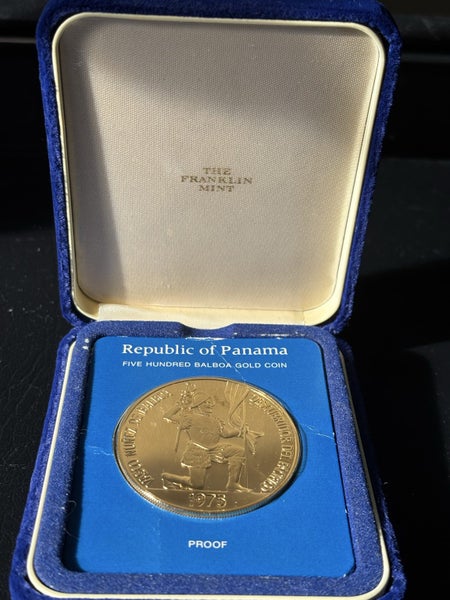 THE
FRANKLIN
MINT
Republic of Panama
FIVE HUNDRED BALBOA GOLD COIN
1975
PROOF